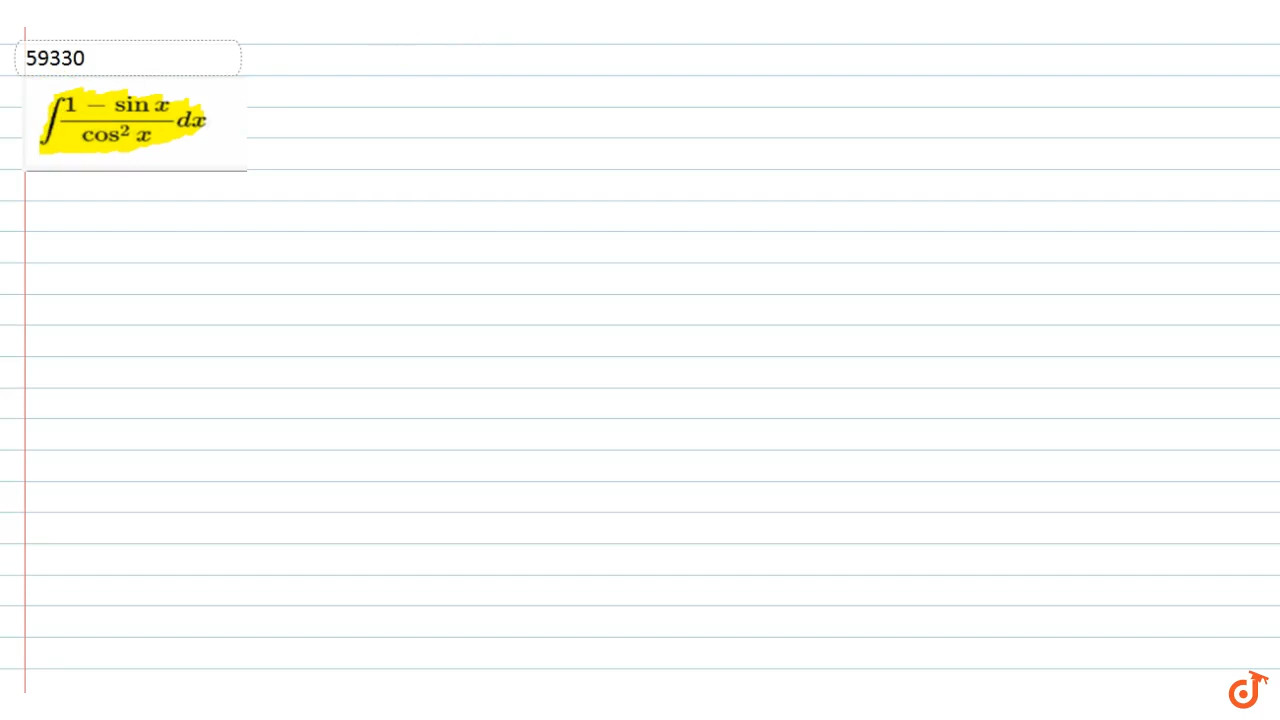 59330
∫ (1 − sin x)/(cos² x) dx